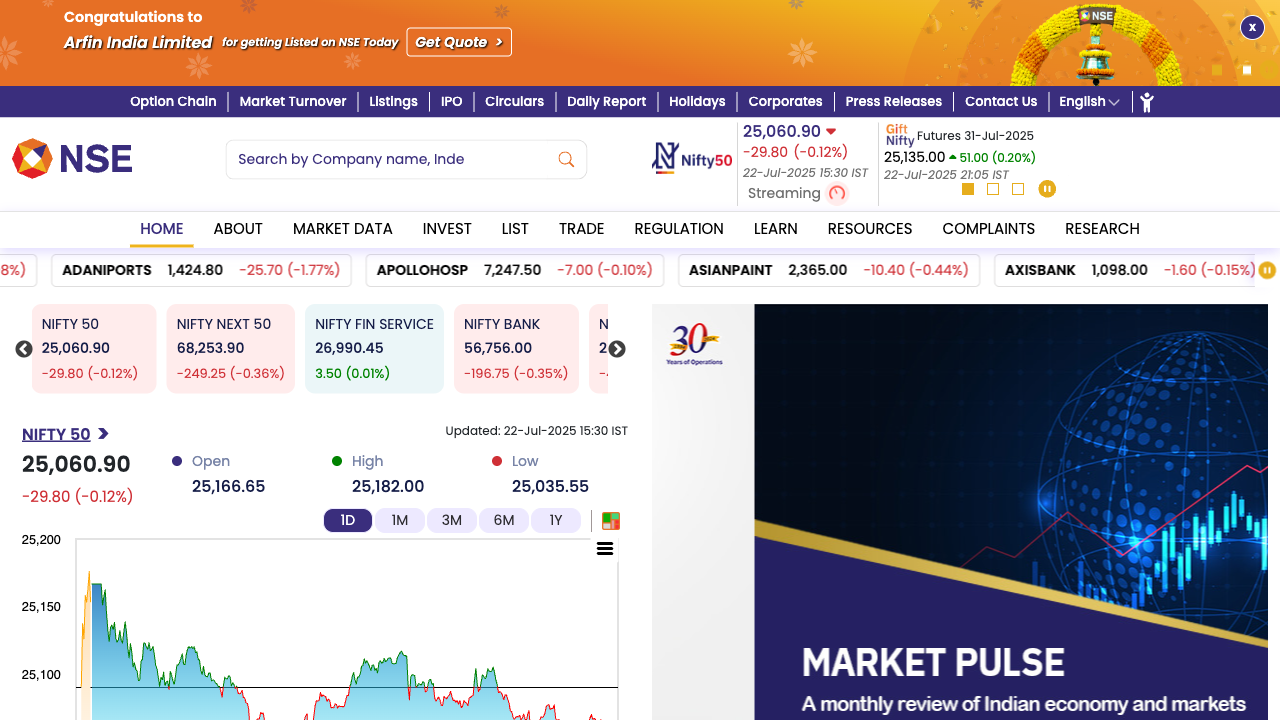 Congratulations to
Arfin India Limited for getting Listed on NSE Today Get Quote >
NSE
x
Option Chain
Market Turnover
Listings
IPO
Circulars
Daily Report
Holidays
Corporates
Press Releases
Contact Us
English
NSE
Search by Company name, Inde
Nifty50
25,060.90
-29.80 (-0.12%)
22-Jul-2025 15:30 IST
Streaming
Gift Nifty Futures 31-Jul-2025
25,135.00 51.00 (0.20%)
22-Jul-2025 21:05 IST
HOME
ABOUT
MARKET DATA
INVEST
LIST
TRADE
REGULATION
LEARN
RESOURCES
COMPLAINTS
RESEARCH
8%)
ADANIPORTS 1,424.80 -25.70 (-1.77%)
APOLLOHOSP 7,247.50 -7.00 (-0.10%)
ASIANPAINT 2,365.00 -10.40 (-0.44%)
AXISBANK 1,098.00 -1.60 (-0.15%)
NIFTY 50
25,060.90
-29.80 (-0.12%)
NIFTY NEXT 50
68,253.90
-249.25 (-0.36%)
NIFTY FIN SERVICE
26,990.45
3.50 (0.01%)
NIFTY BANK
56,756.00
-196.75 (-0.35%)
N
2
NIFTY 50
Updated: 22-Jul-2025 15:30 IST
25,060.90
-29.80 (-0.12%)
Open
25,166.65
High
25,182.00
Low
25,035.55
1D
1M
3M
6M
1Y
25,200
25,150
25,100
30
Years of Operations
MARKET PULSE
A monthly review of Indian economy and markets